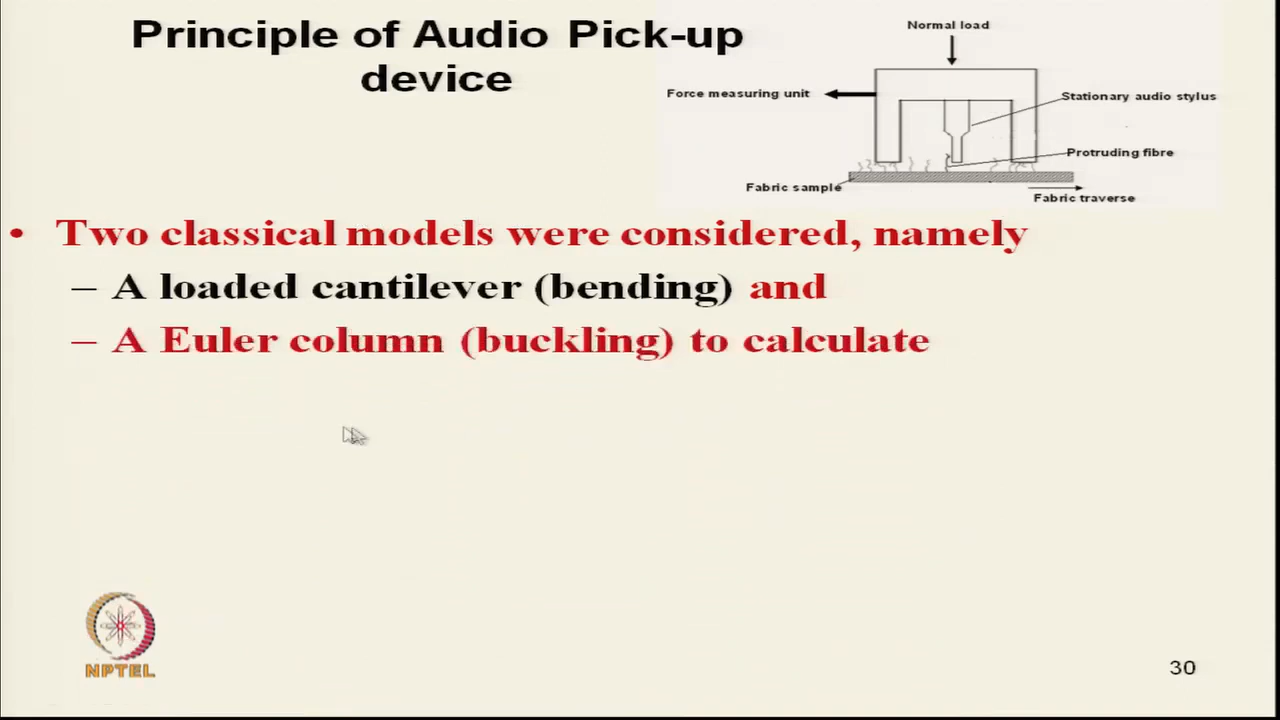 Principle of Audio Pick-up
device
Normal load
Force measuring unit
Stationary audio stylus
Protruding fibre
Fabric sample
Fabric traverse
• Two classical models were considered, namely
– A loaded cantilever (bending) and
– A Euler column (buckling) to calculate
NPTEL
30